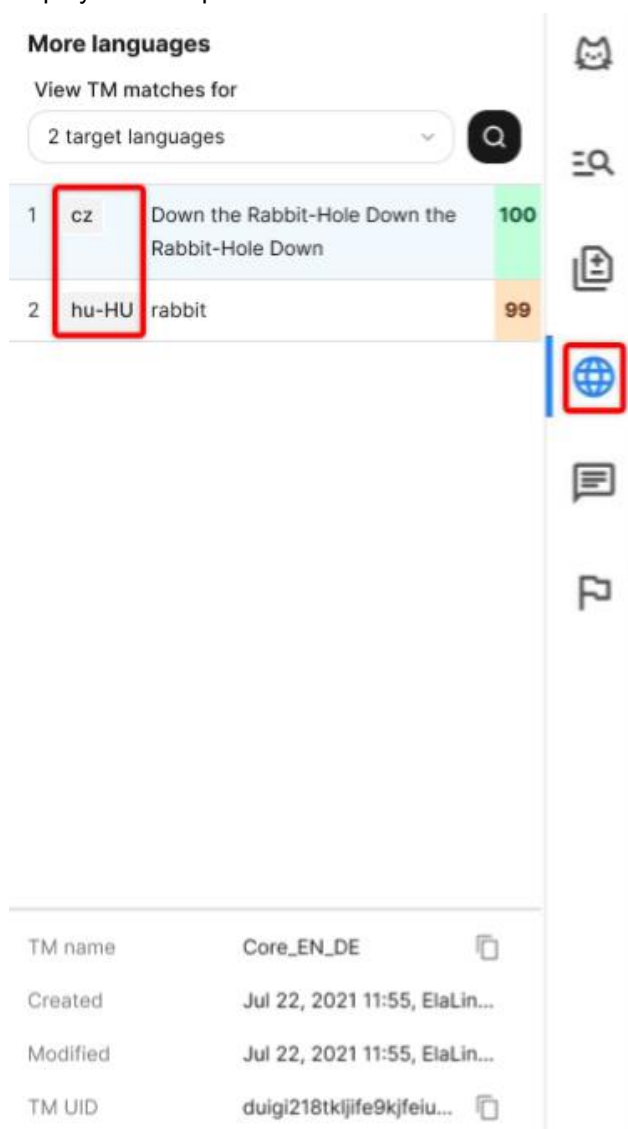 More languages
View TM matches for
2 target languages
1 cz Down the Rabbit-Hole Down the 100
Rabbit-Hole Down
2 hu-HU rabbit 99
TM name Core_EN_DE
Created Jul 22, 2021 11:55, ElaLin...
Modified Jul 22, 2021 11:55, ElaLin...
TM UID duigi218tkljife9kjfeiu...